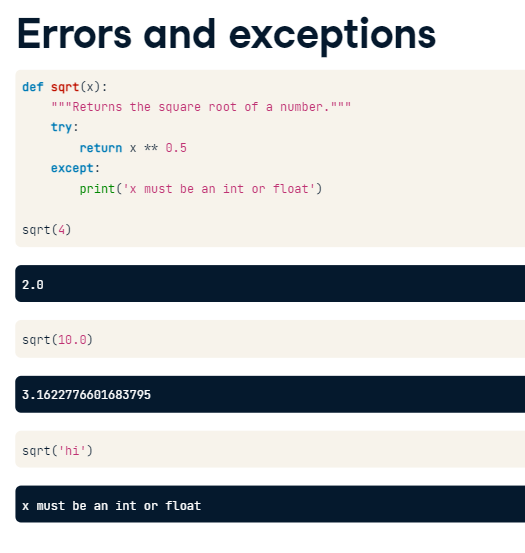 Errors and exceptions
def sqrt(x):
    """Returns the square root of a number."""
    try:
        return x ** 0.5
    except:
        print('x must be an int or float')
sqrt(4)
2.0
sqrt(10.0)
3.1622776601683795
sqrt('hi')
x must be an int or float